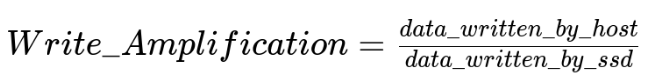 Write_Amplification = data_written_by_host / data_written_by_ssd